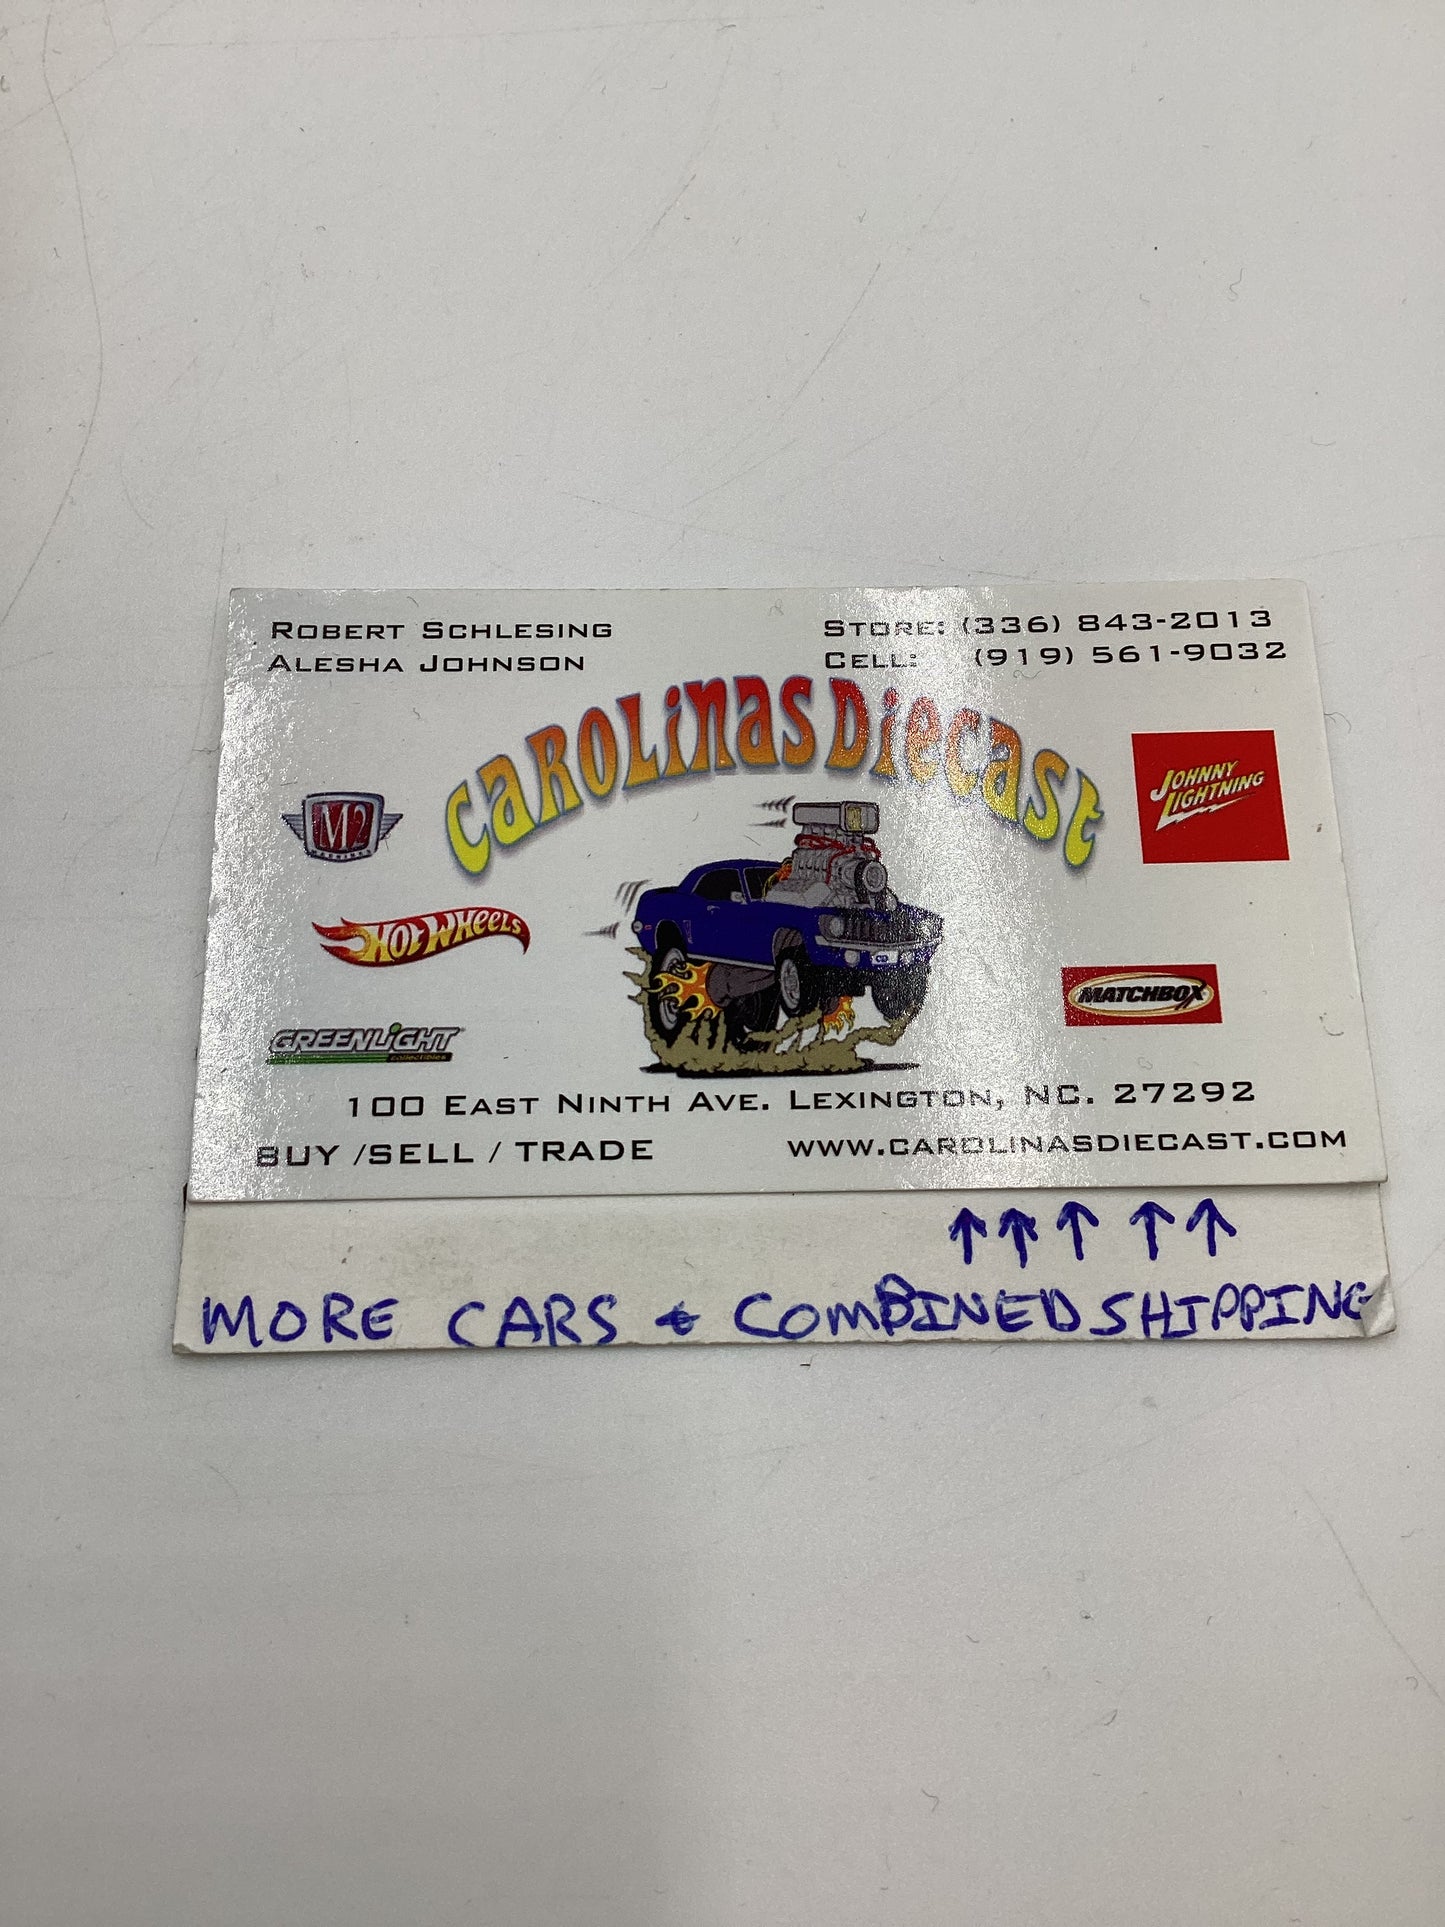 ROBERT SCHLESING
ALESHA JOHNSON
STORE: (336) 843-2013
CELL: (919) 561-9032
CAROLiNAS DiECAST
M2
MACHINES
JOHNNY
LIGHTNING
HOT WHEELS
MATCHBOX
GREENLiGHT
collectibles
100 EAST NINTH AVE. LEXINGTON, NC. 27292
BUY /SELL / TRADE
WWW.CAROLINASDIECAST.COM
↑ ↑ ↑ ↑ ↑
MORE CARS & COMBINED SHIPPING